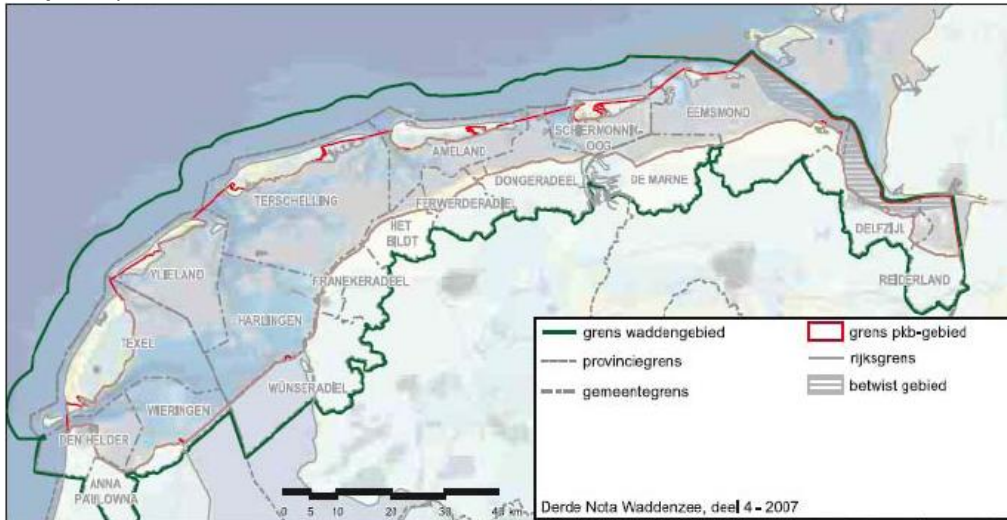 EEMSMOND
SCHIERMONNIK
OOG
AMELAND
DONGERADEEL
DE MARNE
TERSCHELLING
FERWERDERADIEL
HET
BILDT
DELFZIJL
VLIELAND
FRANEKERADEEL
REIDERLAND
HARLINGEN
TEXEL
WÛNSERADIEL
WIERINGEN
DEN HELDER
ANNA
PAULOWNA
grens waddengebied
grens pkb-gebied
provinciegrens
rijksgrens
gemeentegrens
betwist gebied
0 5 10 20 30 40 km
Derde Nota Waddenzee, deel 4 - 2007